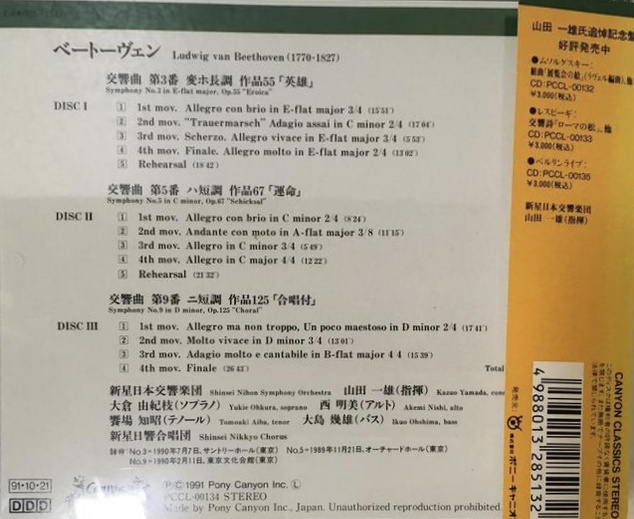 ベートーヴェン Ludwig van Beethoven (1770-1827)
交響曲 第3番 変ホ長調 作品55「英雄」
Symphony No.3 in E-flat major, Op.55 "Eroica"
DISC I
1 1st mov. Allegro con brio in E-flat major 3/4 (15'51")
2 2nd mov. "Trauermarsch" Adagio assai in C minor 2/4 (17'04")
3 3rd mov. Scherzo. Allegro vivace in E-flat major 3/4 (5'53")
4 4th mov. Finale. Allegro molto in E-flat major 2/4 (13'02")
5 Rehearsal (18'42")
交響曲 第5番 ハ短調 作品67「運命」
Symphony No.5 in C minor, Op.67 "Schicksal"
DISC II
1 1st mov. Allegro con brio in C minor 2/4 (8'24")
2 2nd mov. Andante con moto in A-flat major 3/8 (11'15")
3 3rd mov. Allegro in C minor 3/4 (5'49")
4 4th mov. Allegro in C major 4/4 (12'22")
5 Rehearsal (21'32")
交響曲 第9番 ニ短調 作品125「合唱付」
Symphony No.9 in D minor, Op.125 "Choral"
DISC III
1 1st mov. Allegro ma non troppo, Un poco maestoso in D minor 2/4 (17'41")
2 2nd mov. Molto vivace in D minor 3/4 (13'01")
3 3rd mov. Adagio molto e cantabile in B-flat major 4/4 (15'39")
4 4th mov. Finale (26'43")
Total
新星日本交響楽団 Shinsei Nihon Symphony Orchestra 山田 一雄(指揮) Kazuo Yamada, cond
大倉 由紀枝(ソプラノ) Yukie Ohkura, soprano 西 明美(アルト) Akemi Nishi, alto
饗場 知昭(テノール) Tomoaki Aiba, tenor 大島 幾雄(バス) Ikuo Ohshima, bass
新星日響合唱団 Shinsei Nikkyo Chorus
録音:No.3=1990年7月7日、サントリーホール(東京) No.5=1989年11月21日、オーチャードホール(東京)
No.9=1990年2月11日、東京文化会館(東京)
91・10・21
DDD
Ⓟ・Ⓒ1991 Pony Canyon Inc. Ⓛ
PCCL-00134 STEREO
Made by Pony Canyon Inc., Japan. Unauthorized reproduction prohibited.
山田 一雄氏追悼記念盤
好評発売中
●ムソルグスキー:
組曲「展覧会の絵」(ラヴェル編曲)、他
CD:PCCL-00132
¥3,000(税込)
●レスピーギ:
交響詩「ローマの松」、他
CD:PCCL-00133
¥3,000(税込)
●ベルリンライブ:
CD:PCCL-00135
¥3,000(税込)
新星日本交響楽団
山田 一雄(指揮)
発売元:
株式会社ポニーキャニオン
4988013285132
CANYON CLASSICS STEREO